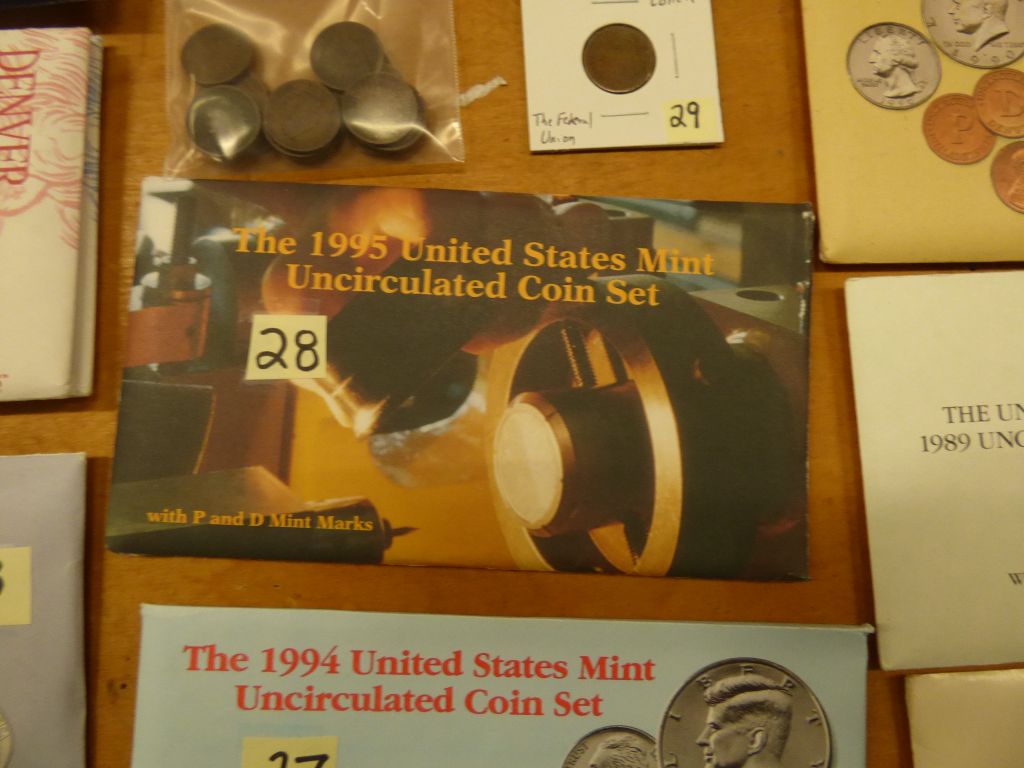 DENVER
The Federal
Union
29
LIBERTY
P
D
The 1995 United States Mint
Uncirculated Coin Set
28
with P and D Mint Marks
THE UN
1989 UNC
W
The 1994 United States Mint
Uncirculated Coin Set
27